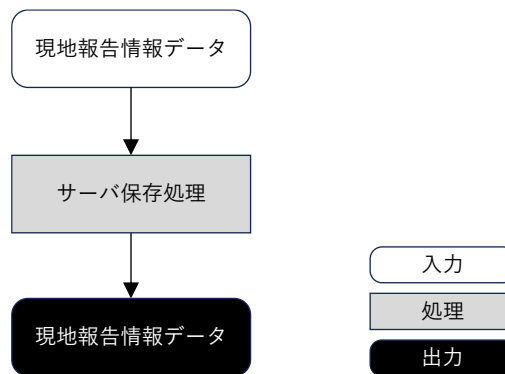 現地報告情報データ
サーバ保存処理
現地報告情報データ
入力
処理
出力